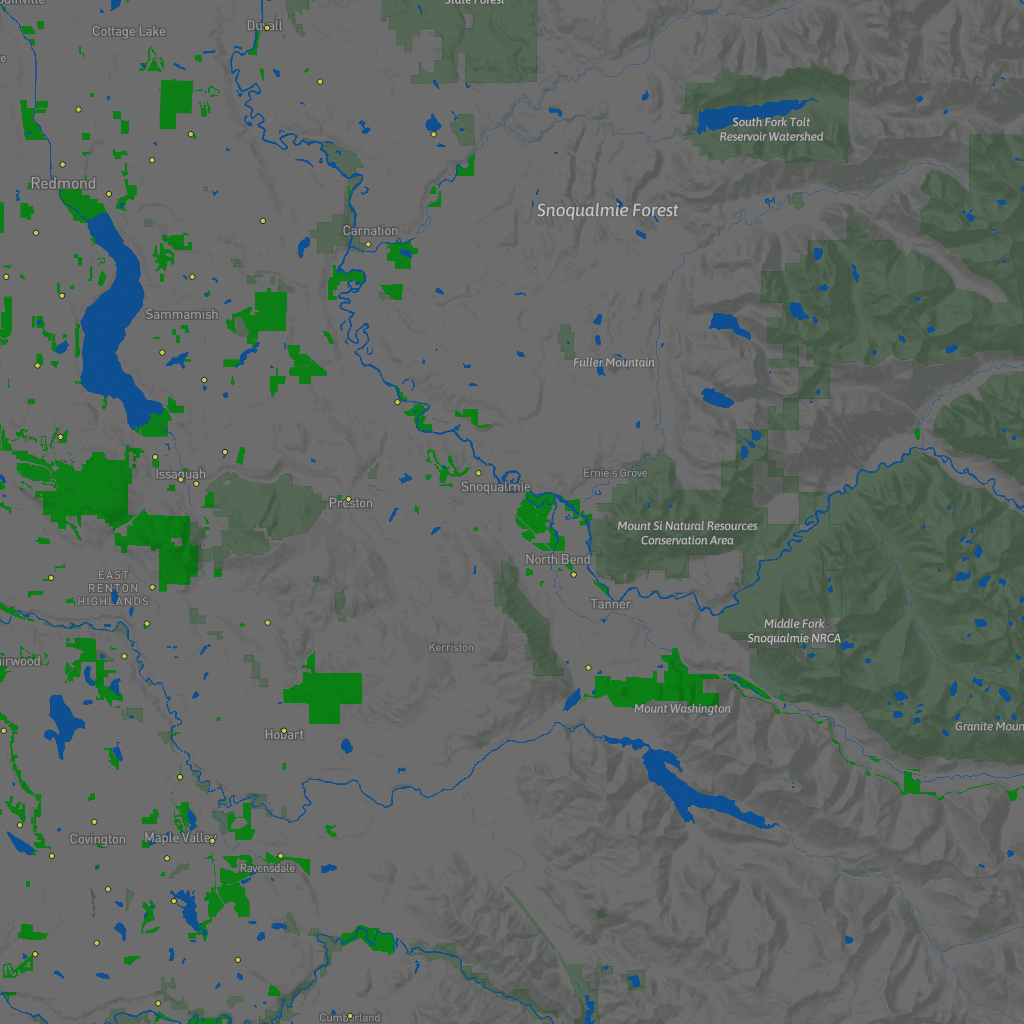 State Forest
Duvall
Cottage Lake
South Fork Tolt
Reservoir Watershed
Redmond
Snoqualmie Forest
Carnation
Sammamish
Fuller Mountain
Issaquah
Ernie's Grove
Snoqualmie
Preston
Mount Si Natural Resources
Conservation Area
North Bend
EAST
RENTON
HIGHLANDS
Tanner
Middle Fork
Snoqualmie NRCA
Kerriston
irwood
Mount Washington
Granite Moun
Hobart
Covington
Maple Valley
Ravensdale
Cumberland